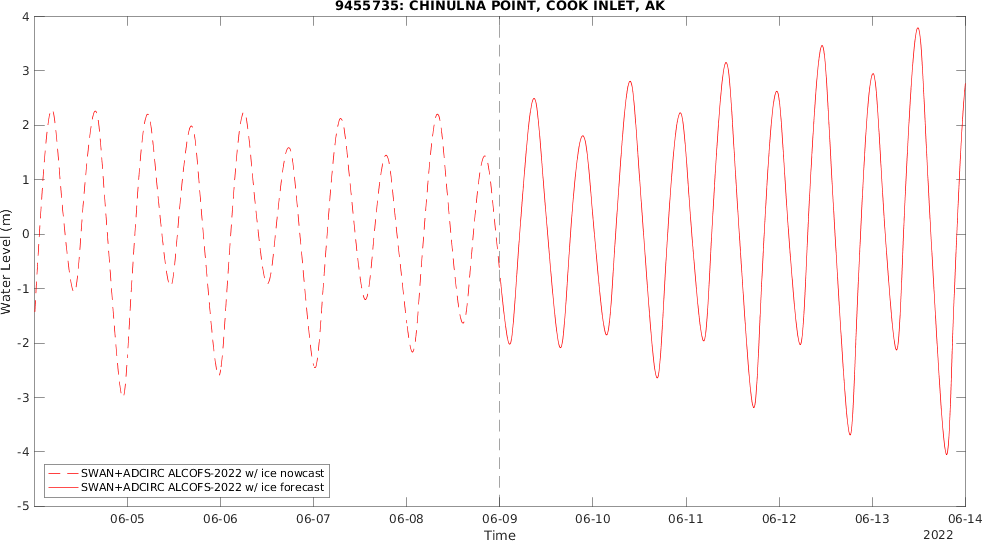 9455735: CHINULNA POINT, COOK INLET, AK
4
3
2
1
0
-1
-2
-3
-4
-5
Water Level (m)
SWAN+ADCIRC ALCOFS-2022 w/ ice nowcast
SWAN+ADCIRC ALCOFS-2022 w/ ice forecast
06-05 06-06 06-07 06-08 06-09 06-10 06-11 06-12 06-13 06-14
Time
2022